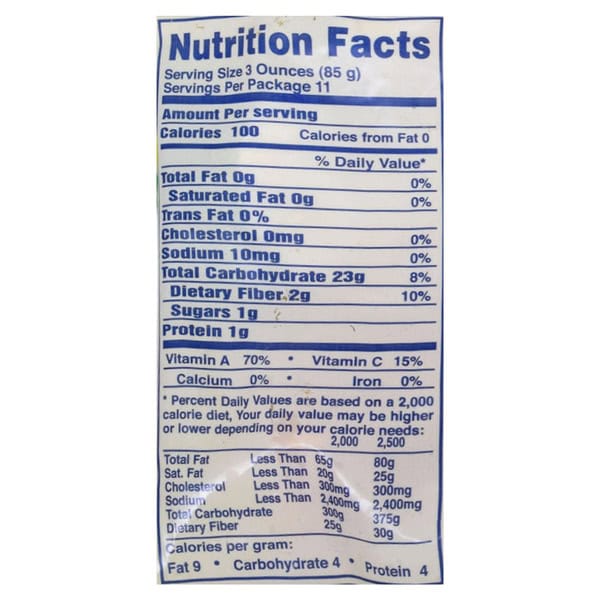 Nutrition Facts
Serving Size 3 Ounces (85 g)
Servings Per Package 11
Amount Per serving
Calories 100 Calories from Fat 0
% Daily Value*
Total Fat 0g 0%
Saturated Fat 0g 0%
Trans Fat 0%
Cholesterol 0mg 0%
Sodium 10mg 0%
Total Carbohydrate 23g 8%
Dietary Fiber 2g 10%
Sugars 1g
Protein 1g
Vitamin A 70% * Vitamin C 15%
Calcium 0% * Iron 0%
* Percent Daily Values are based on a 2,000
calorie diet, Your daily value may be higher
or lower depending on your calorie needs:
2,000 2,500
Total Fat Less Than 65g 80g
Sat. Fat Less Than 20g 25g
Cholesterol Less Than 300mg 300mg
Sodium Less Than 2,400mg 2,400mg
Total Carbohydrate 300g 375g
Dietary Fiber 25g 30g
Calories per gram:
Fat 9 * Carbohydrate 4 * Protein 4